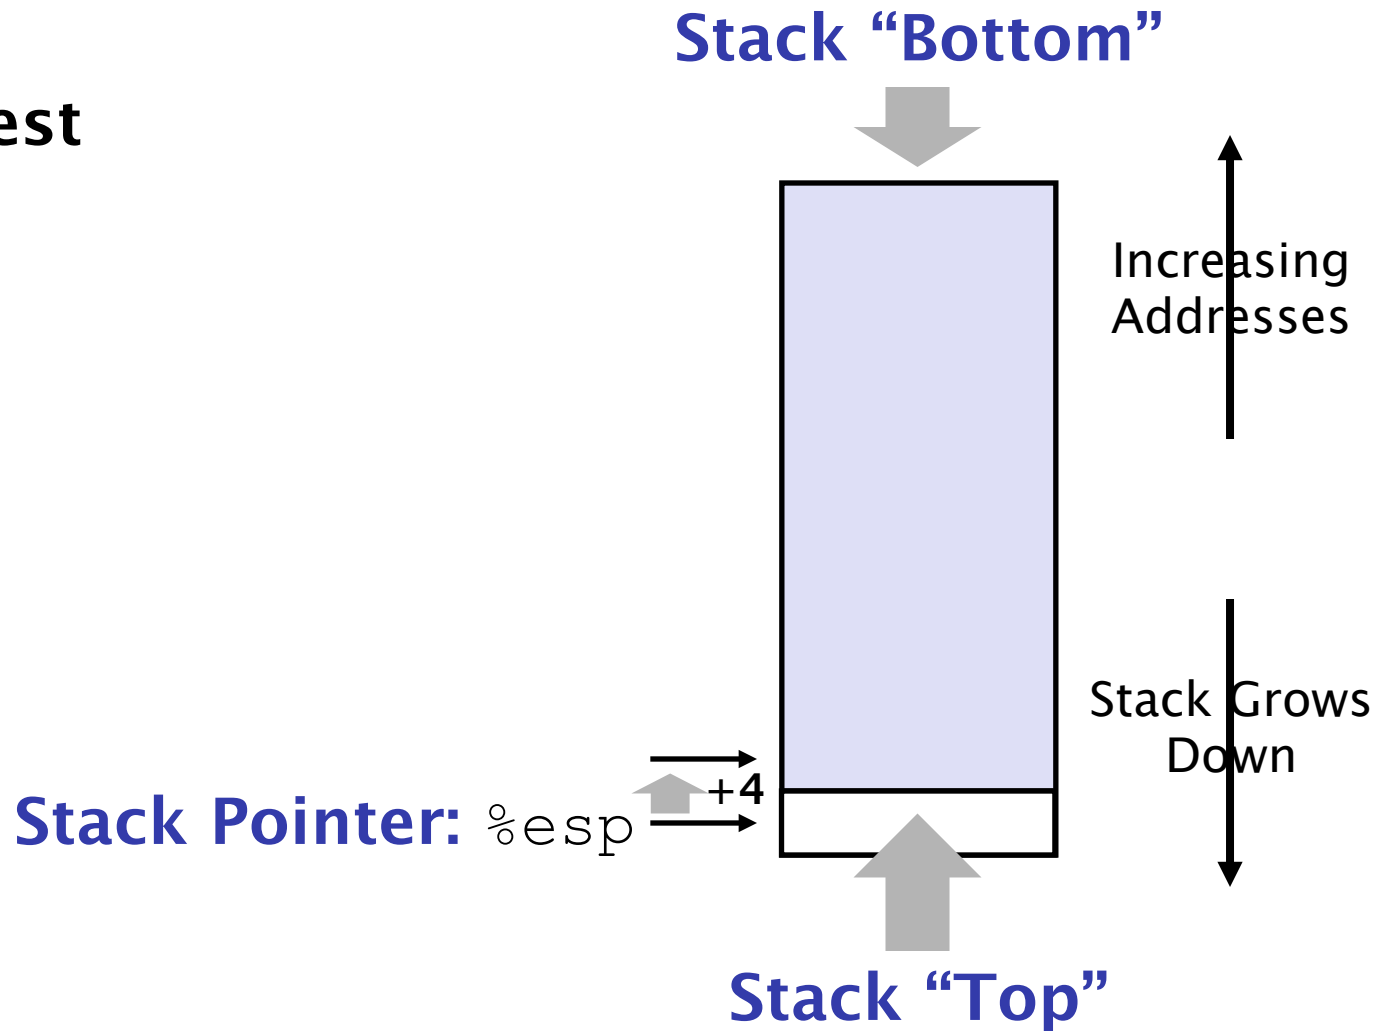 Stack “Bottom”
est
Increasing
Addresses
Stack Grows
Down
+4
Stack Pointer: %esp
Stack “Top”